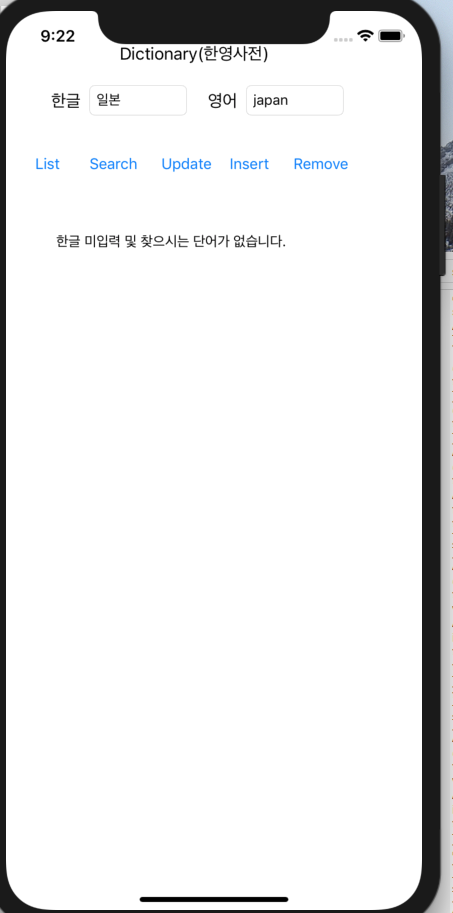 9:22
Dictionary(한영사전)
한글 일본 영어 japan
List Search Update Insert Remove
한글 미입력 및 찾으시는 단어가 없습니다.